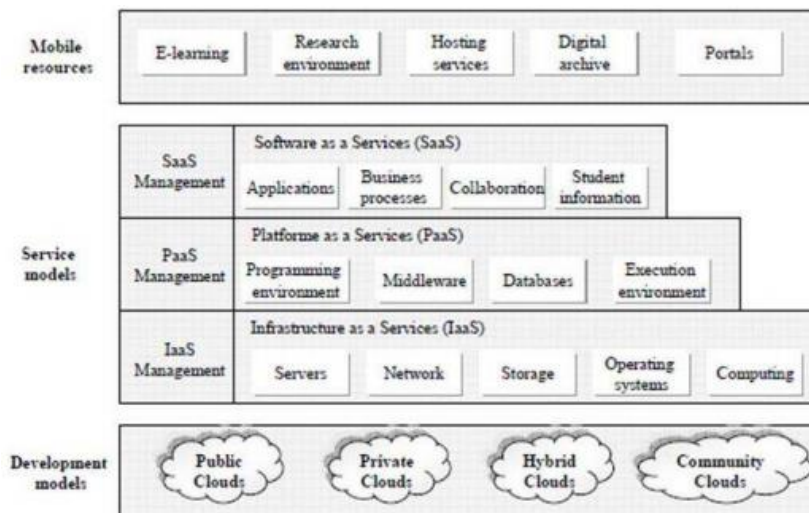 Mobile resources
E-learning
Research environment
Hosting services
Digital archive
Portals
Service models
SaaS Management
Software as a Services (SaaS)
Applications
Business processes
Collaboration
Student information
PaaS Management
Platforme as a Services (PaaS)
Programming environment
Middleware
Databases
Execution environment
IaaS Management
Infrastructure as a Services (IaaS)
Servers
Network
Storage
Operating systems
Computing
Development models
Public Clouds
Private Clouds
Hybrid Clouds
Community Clouds